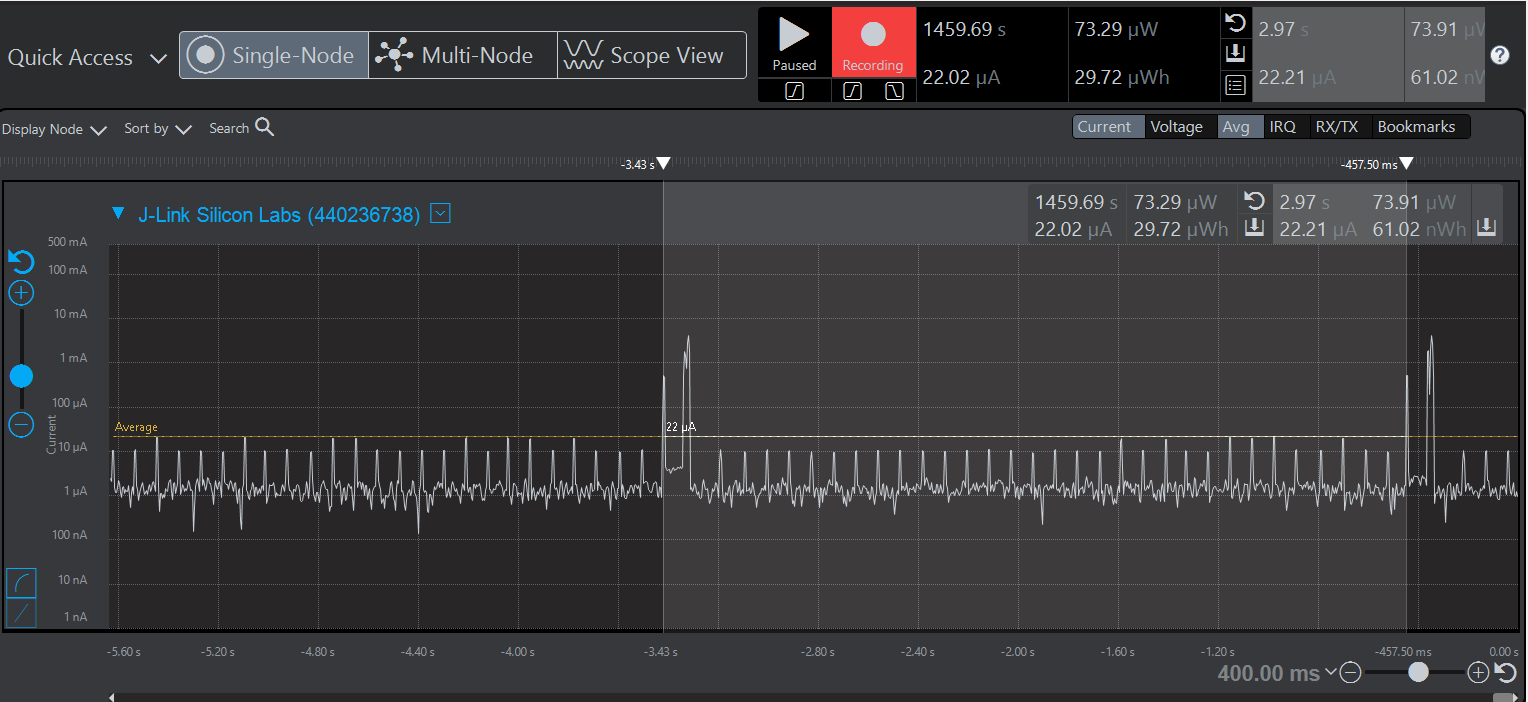 Quick Access
Single-Node
Multi-Node
Scope View
Paused
Recording
1459.69 s
73.29 µW
22.02 µA
29.72 µWh
2.97 s
73.91 µW
22.21 µA
61.02 nW
Display Node
Sort by
Search
Current
Voltage
Avg
IRQ
RX/TX
Bookmarks
-3.43 s
-457.50 ms
J-Link Silicon Labs (440236738)
1459.69 s
73.29 µW
2.97 s
73.91 µW
22.02 µA
29.72 µWh
22.21 µA
61.02 nWh
500 mA
100 mA
10 mA
1 mA
100 µA
10 µA
1 µA
100 nA
10 nA
1 nA
Current
Average
22 µA
-5.60 s
-5.20 s
-4.80 s
-4.40 s
-4.00 s
-3.43 s
-2.80 s
-2.40 s
-2.00 s
-1.60 s
-1.20 s
-457.50 ms
0.00 s
400.00 ms